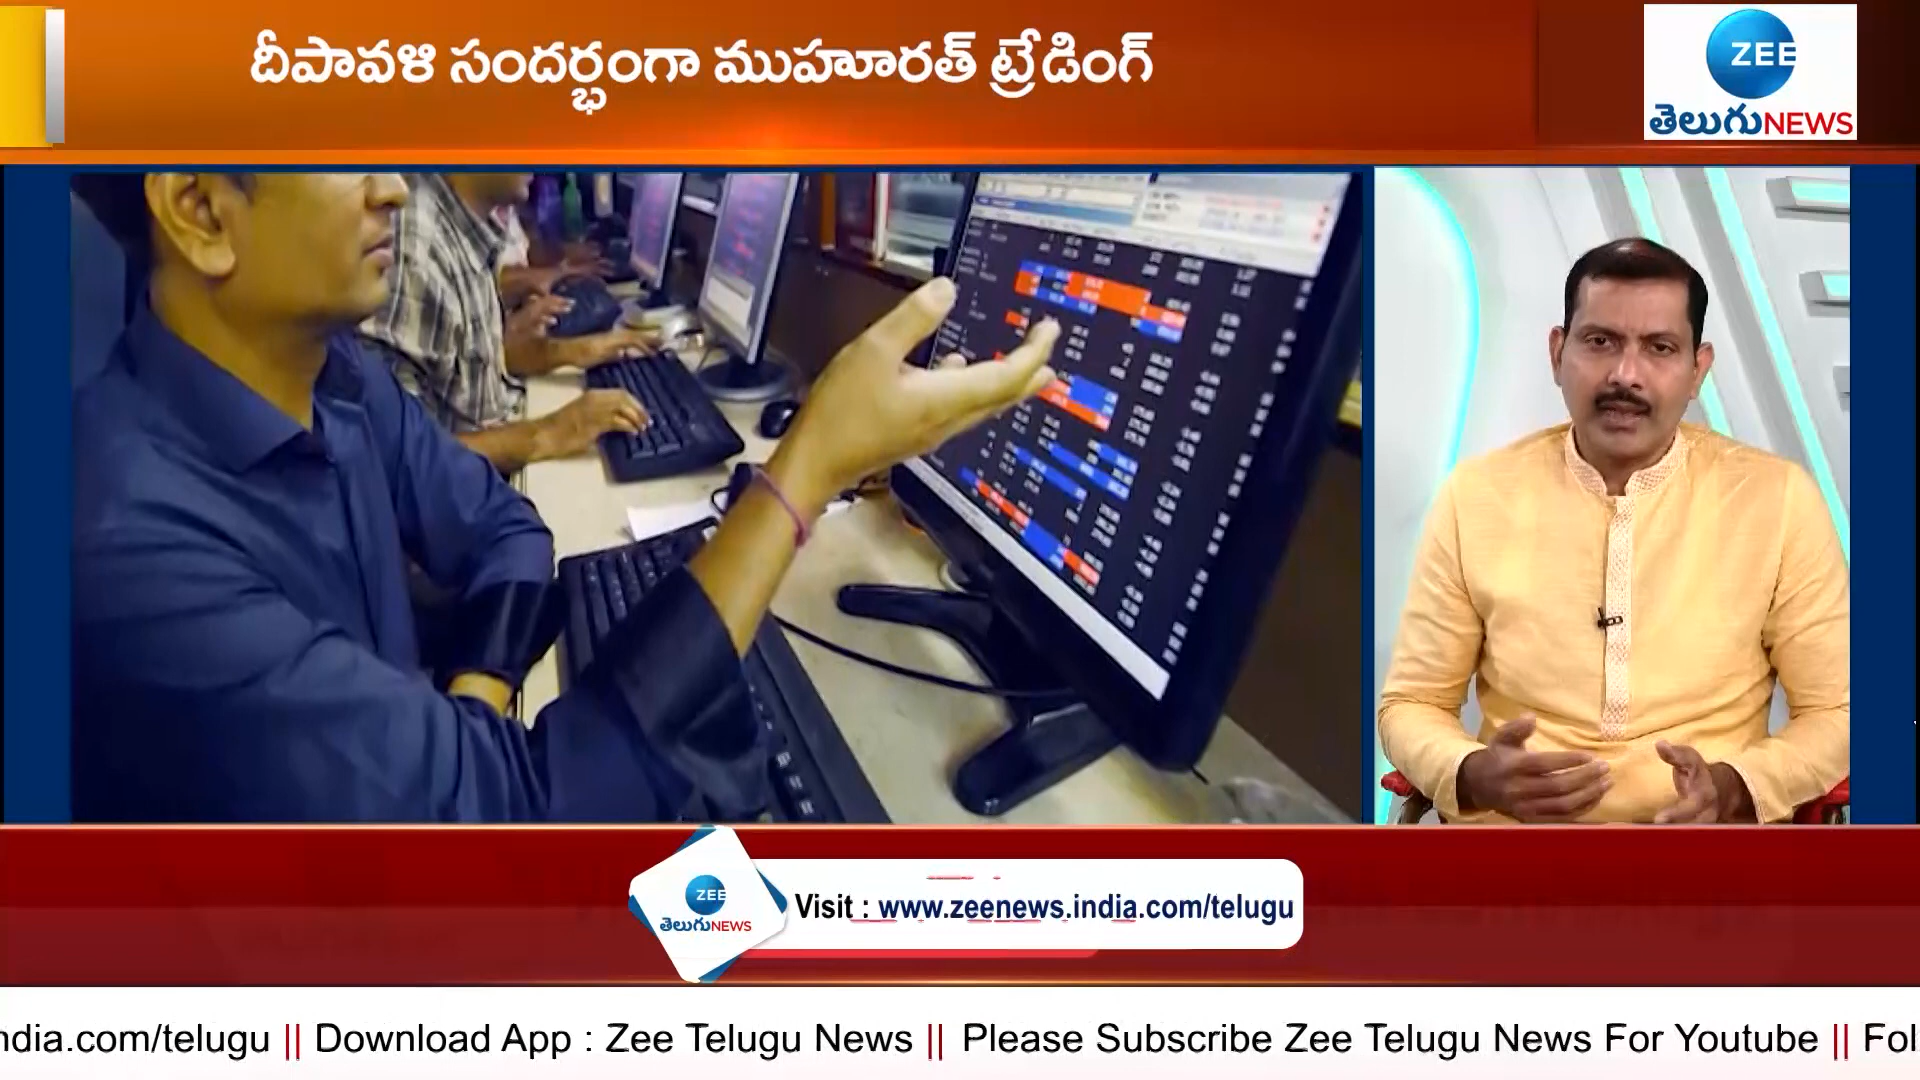 దీపావళి సందర్భంగా ముహూరత్ ట్రేడింగ్
ZEE
తెలుగుNEWS
ZEE
తెలుగుNEWS
Visit : www.zeenews.india.com/telugu
ndia.com/telugu || Download App : Zee Telugu News || Please Subscribe Zee Telugu News For Youtube || Fol